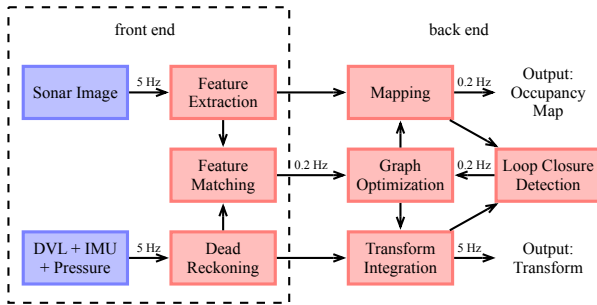 front end
back end
Sonar Image
5 Hz
Feature
Extraction
Mapping
0.2 Hz
Output:
Occupancy
Map
Feature
Matching
0.2 Hz
Graph
Optimization
0.2 Hz
Loop Closure
Detection
DVL + IMU
+ Pressure
5 Hz
Dead
Reckoning
Transform
Integration
5 Hz
Output:
Transform